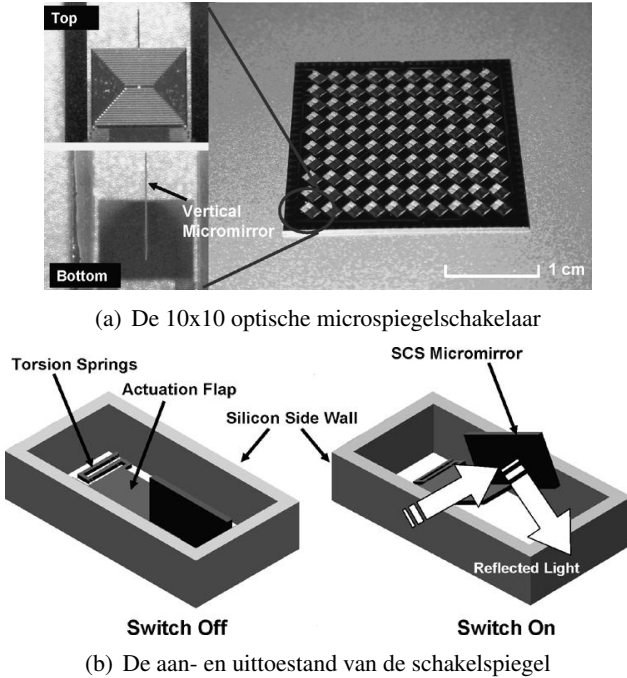 Top
Vertical
Micromirror
Bottom
1 cm
(a) De 10x10 optische microspiegelschakelaar
Torsion Springs
Actuation Flap
Silicon Side Wall
SCS Micromirror
Reflected Light
Switch Off
Switch On
(b) De aan- en uittoestand van de schakelspiegel